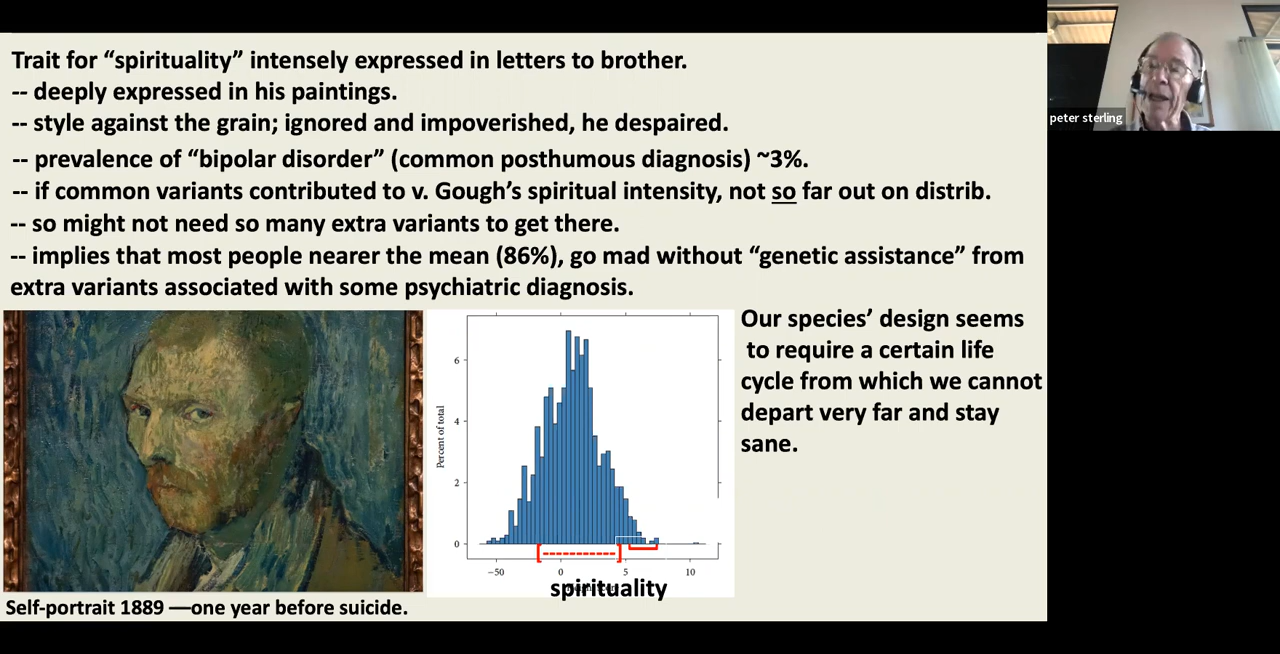 Trait for “spirituality” intensely expressed in letters to brother.
-- deeply expressed in his paintings.
-- style against the grain; ignored and impoverished, he despaired.
-- prevalence of “bipolar disorder” (common posthumous diagnosis) ~3%.
-- if common variants contributed to v. Gough’s spiritual intensity, not so far out on distrib.
-- so might not need so many extra variants to get there.
-- implies that most people nearer the mean (86%), go mad without “genetic assistance” from
extra variants associated with some psychiatric diagnosis.
peter sterling
Our species’ design seems
to require a certain life
cycle from which we cannot
depart very far and stay
sane.
Percent of total
6
4
2
0
−50 0 5 10
spirituality
Self-portrait 1889 —one year before suicide.